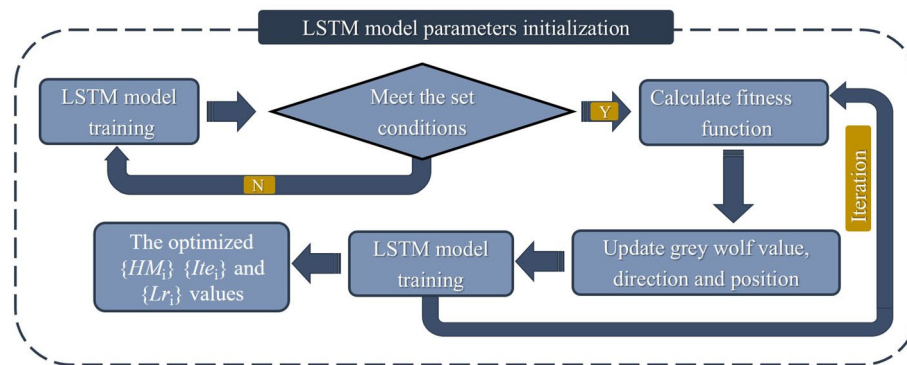 LSTM model parameters initialization
LSTM model
training
Meet the set
conditions
Y
Calculate fitness
function
N
Iteration
The optimized
{HMi} {Itei} and
{Lri} values
LSTM model
training
Update grey wolf value,
direction and position